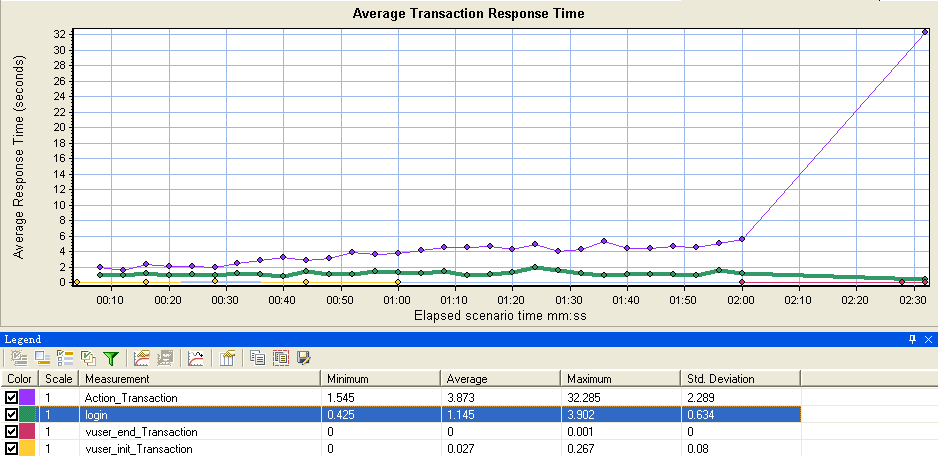 Average Transaction Response Time
Average Response Time (seconds)
32
30
28
26
24
22
20
18
16
14
12
10
8
6
4
2
0
00:10 00:20 00:30 00:40 00:50 01:00 01:10 01:20 01:30 01:40 01:50 02:00 02:10 02:20 02:30
Elapsed scenario time mm:ss
Legend
Color Scale Measurement Minimum Average Maximum Std. Deviation
1 Action_Transaction 1.545 3.873 32.285 2.289
1 login 0.425 1.145 3.902 0.634
1 vuser_end_Transaction 0 0 0.001 0
1 vuser_init_Transaction 0 0.027 0.267 0.08